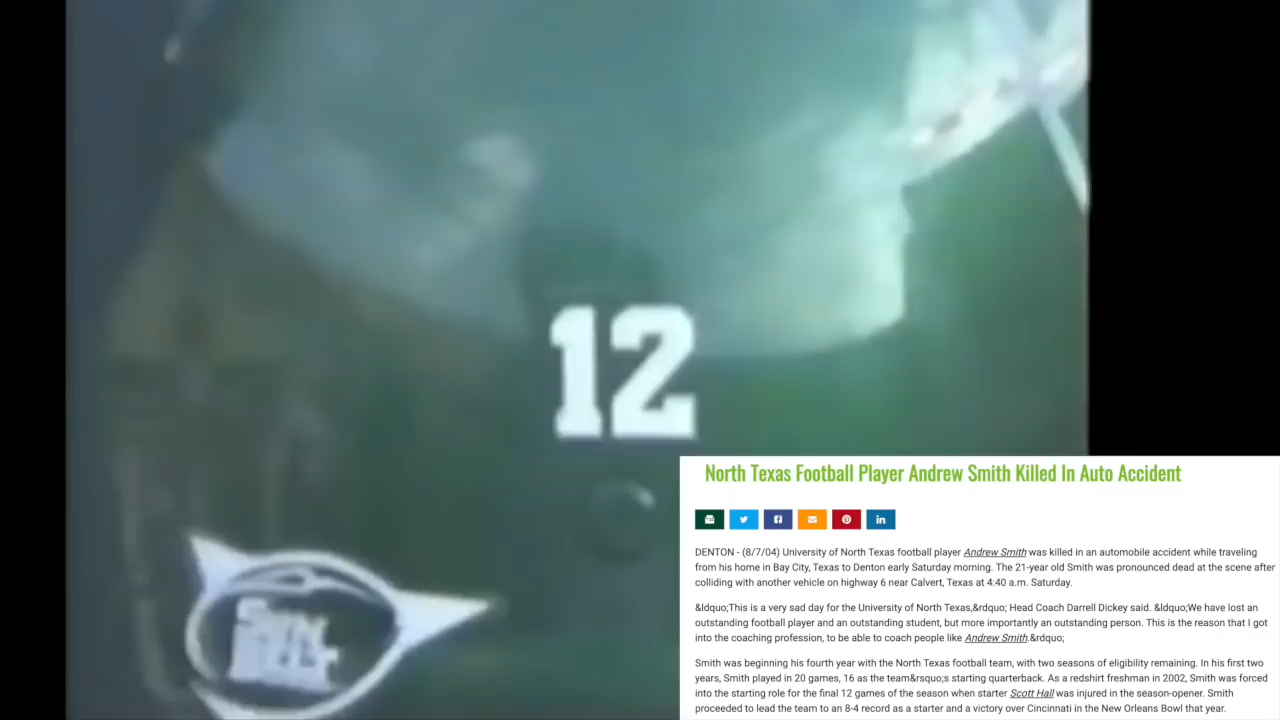 12
SUN
BELT
North Texas Football Player Andrew Smith Killed In Auto Accident
DENTON - (8/7/04) University of North Texas football player Andrew Smith was killed in an automobile accident while traveling
from his home in Bay City, Texas to Denton early Saturday morning. The 21-year old Smith was pronounced dead at the scene after
colliding with another vehicle on highway 6 near Calvert, Texas at 4:40 a.m. Saturday.
&ldquo;This is a very sad day for the University of North Texas,&rdquo; Head Coach Darrell Dickey said. &ldquo;We have lost an
outstanding football player and an outstanding student, but more importantly an outstanding person. This is the reason that I got
into the coaching profession, to be able to coach people like Andrew Smith.&rdquo;
Smith was beginning his fourth year with the North Texas football team, with two seasons of eligibility remaining. In his first two
years, Smith played in 20 games, 16 as the team&rsquo;s starting quarterback. As a redshirt freshman in 2002, Smith was forced
into the starting role for the final 12 games of the season when starter Scott Hall was injured in the season-opener. Smith
proceeded to lead the team to an 8-4 record as a starter and a victory over Cincinnati in the New Orleans Bowl that year.